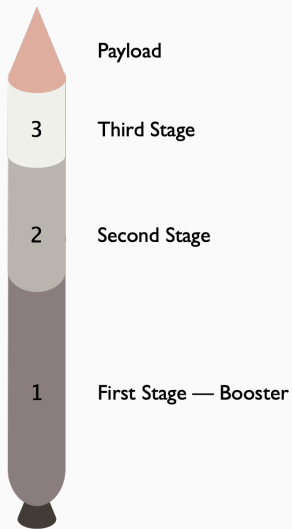 Payload
3 Third Stage
2 Second Stage
1 First Stage — Booster